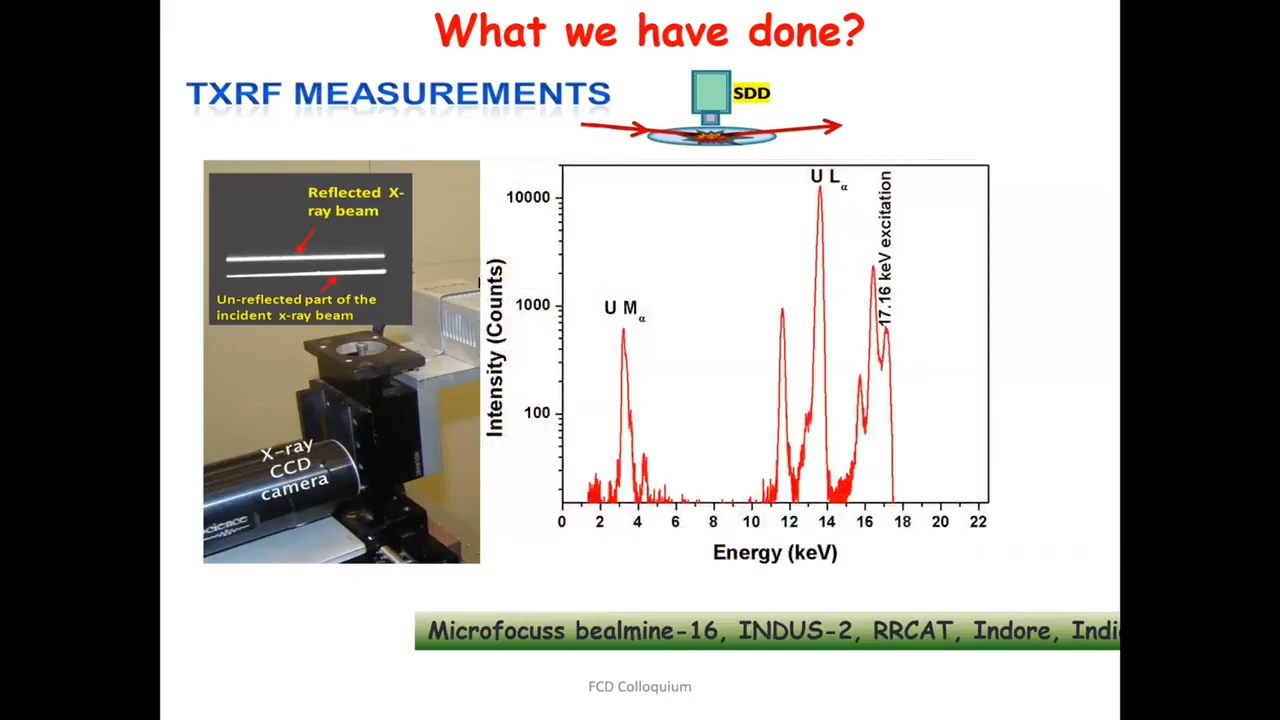 What we have done?
TXRF MEASUREMENTS
SDD
Reflected X-
ray beam
Un-reflected part of the
incident x-ray beam
X-ray
CCD
camera
cience
Intensity (Counts)
10000
1000
100
U Mα
U Lα
17.16 keV excitation
0 2 4 6 8 10 12 14 16 18 20 22
Energy (keV)
Microfocuss bealmine-16, INDUS-2, RRCAT, Indore, Indi
FCD Colloquium